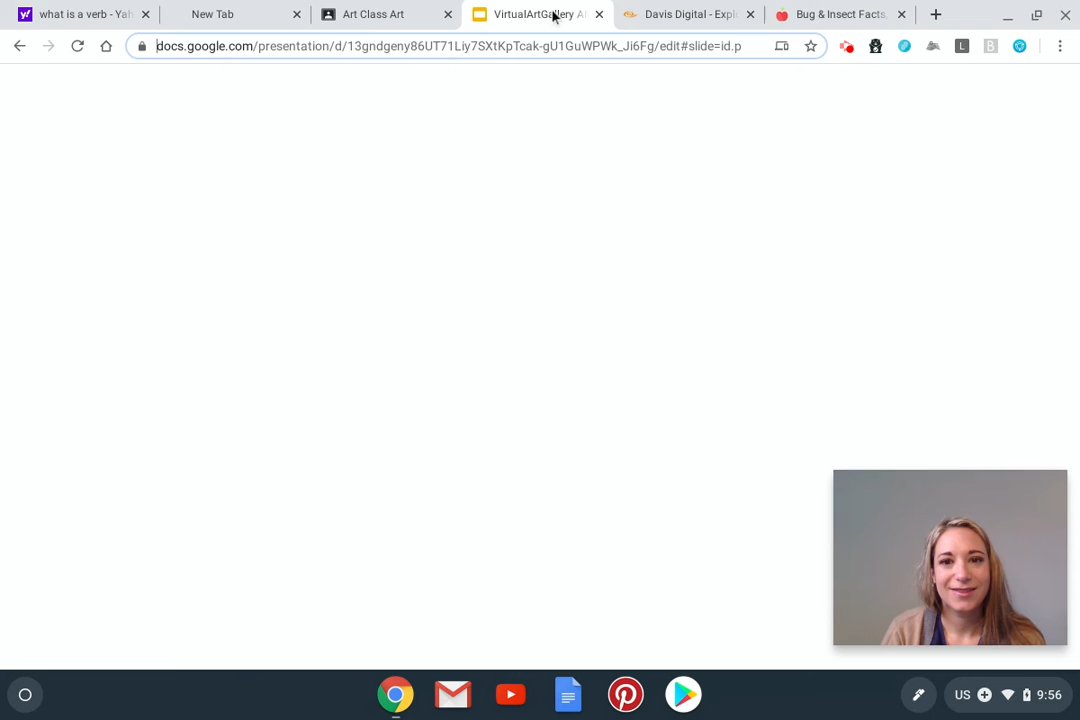 what is a verb - Yah
New Tab
Art Class Art
VirtualArtGallery
Davis Digital - Explo
Bug & Insect Facts,
docs.google.com/presentation/d/13gndgeny86UT71Liy7SXtKpTcak-gU1GuWPWk_Ji6Fg/edit#slide=id.p
L
B
US
9:56